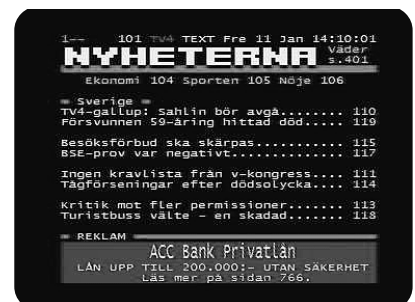 1-- 101 TV4 TEXT Fre 11 Jan 14:10:01
NYHETERNA Väder
s.401
Ekonomi 104 Sporten 105 Nöje 106
Sverige
TV4-gallup: Sahlin bör avgå........ 110
Försvunnen 59-åring hittad död..... 119
Besöksförbud ska skärpas........... 115
BSE-prov var negativt.............. 117
Ingen kravlista från v-kongress.... 111
Tågförseningar efter dödsolycka.... 114
Kritik mot fler permissioner....... 113
Turistbuss välte - en skadad....... 118
REKLAM
ACC Bank Privatlån
LÅN UPP TILL 200.000:- UTAN SÄKERHET
Läs mer på sidan 766.